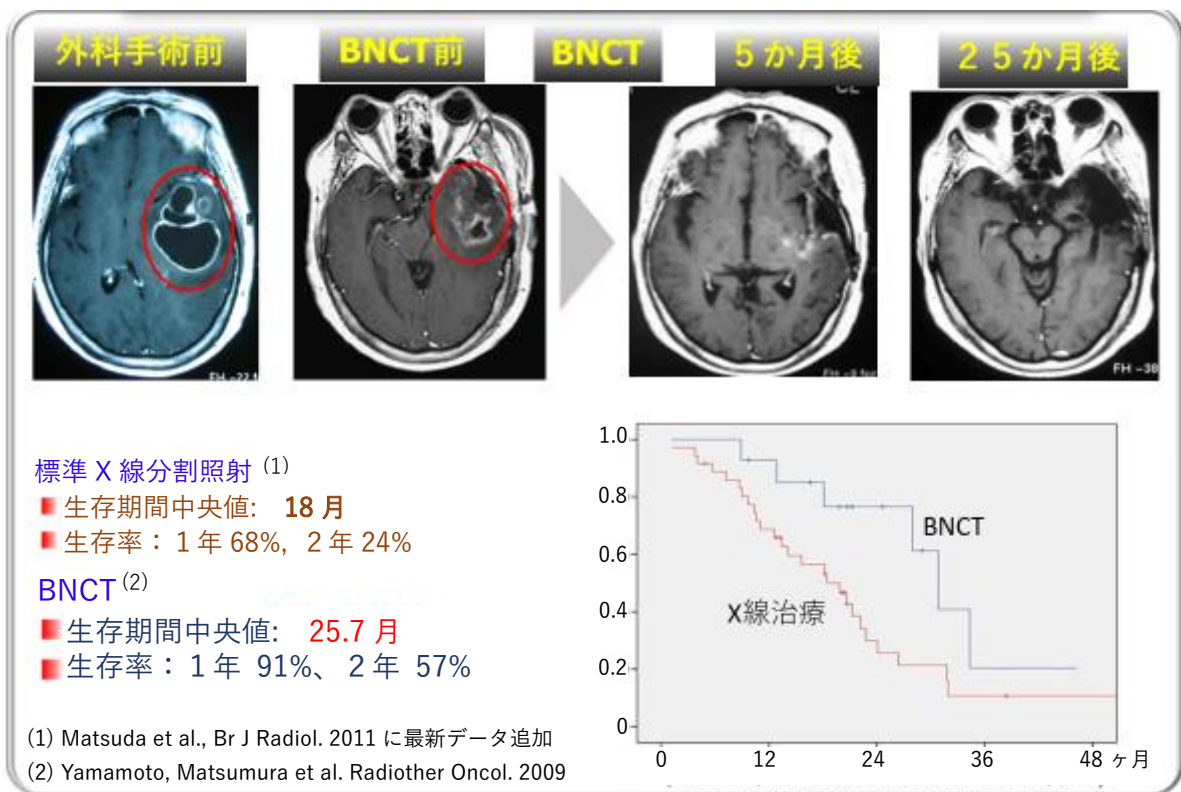 外科手術前
BNCT前
BNCT
5か月後
25か月後
FH -22 f
FH -38
標準 X 線分割照射 (1)
生存期間中央値: 18 月
生存率：1 年 68%, 2 年 24%
BNCT (2)
生存期間中央値: 25.7 月
生存率：1 年 91%、2 年 57%
(1) Matsuda et al., Br J Radiol. 2011 に最新データ追加
(2) Yamamoto, Matsumura et al. Radiother Oncol. 2009
1.0
0.8
0.6
0.4
0.2
0
BNCT
X線治療
0 12 24 36 48 ヶ月